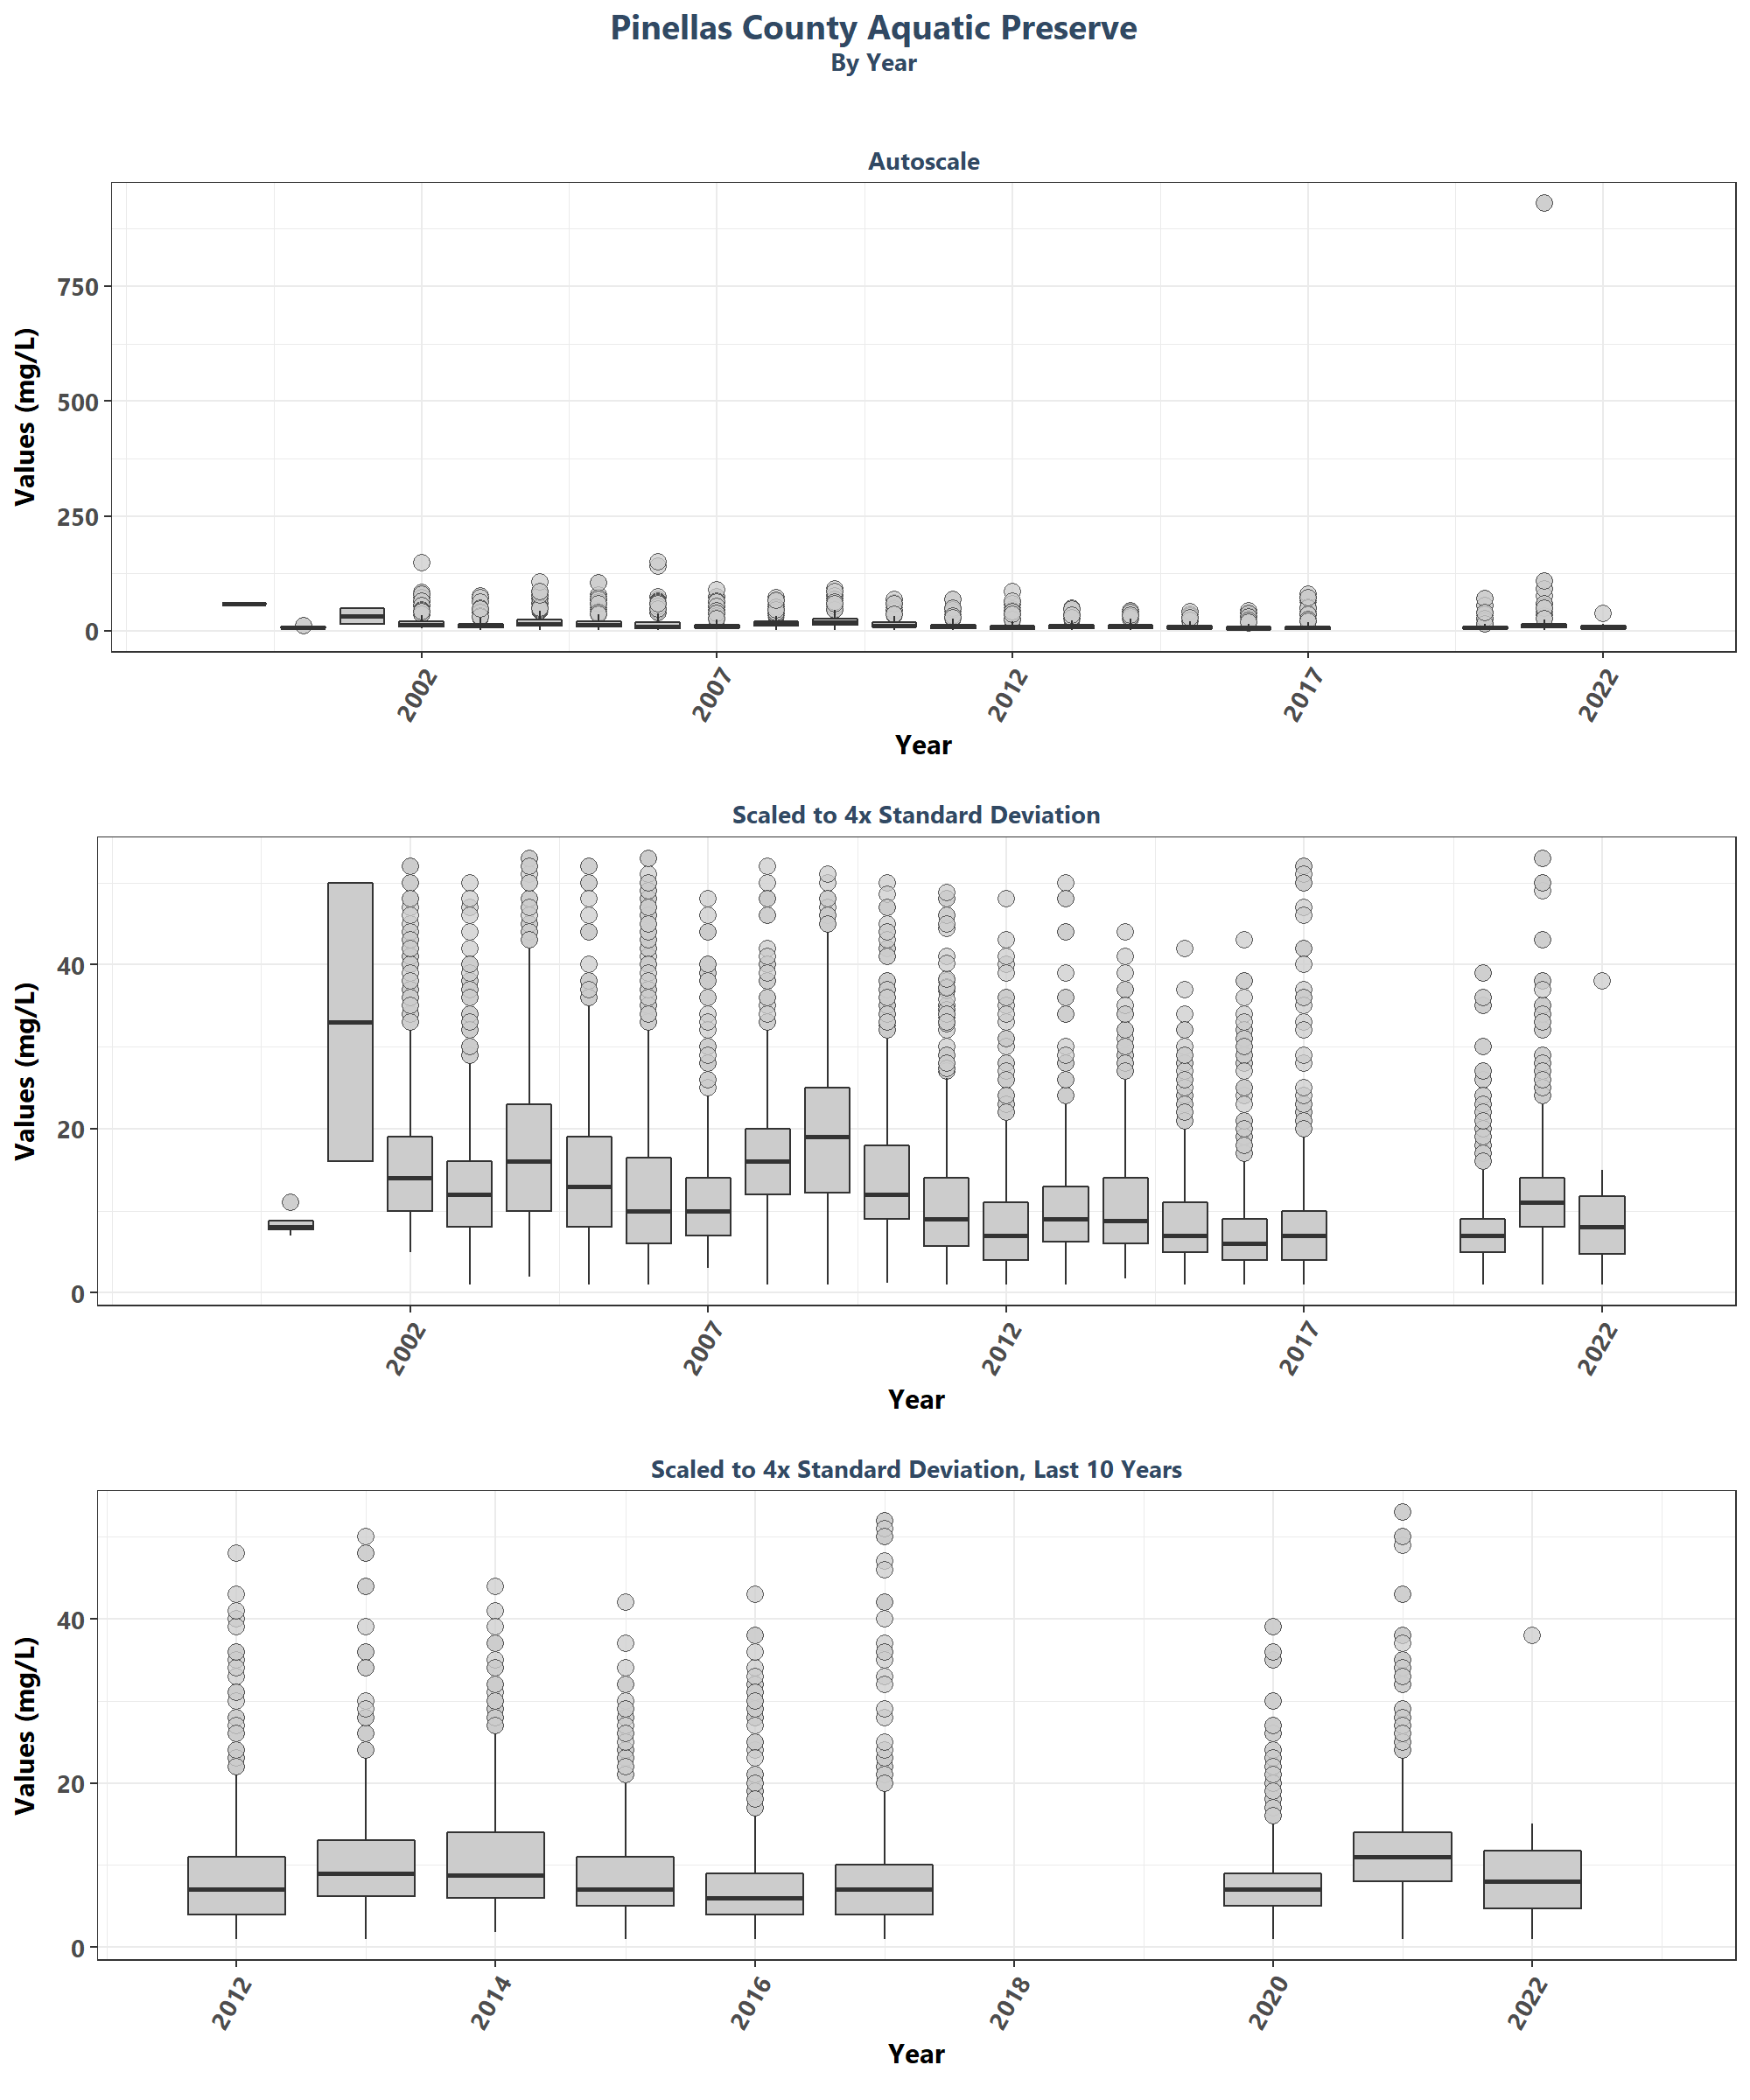 Pinellas County Aquatic Preserve
By Year
Autoscale
Values (mg/L)
750
500
250
0
2002
2007
2012
2017
2022
Year
Scaled to 4x Standard Deviation
Values (mg/L)
40
20
0
2002
2007
2012
2017
2022
Year
Scaled to 4x Standard Deviation, Last 10 Years
Values (mg/L)
40
20
0
2012
2014
2016
2018
2020
2022
Year